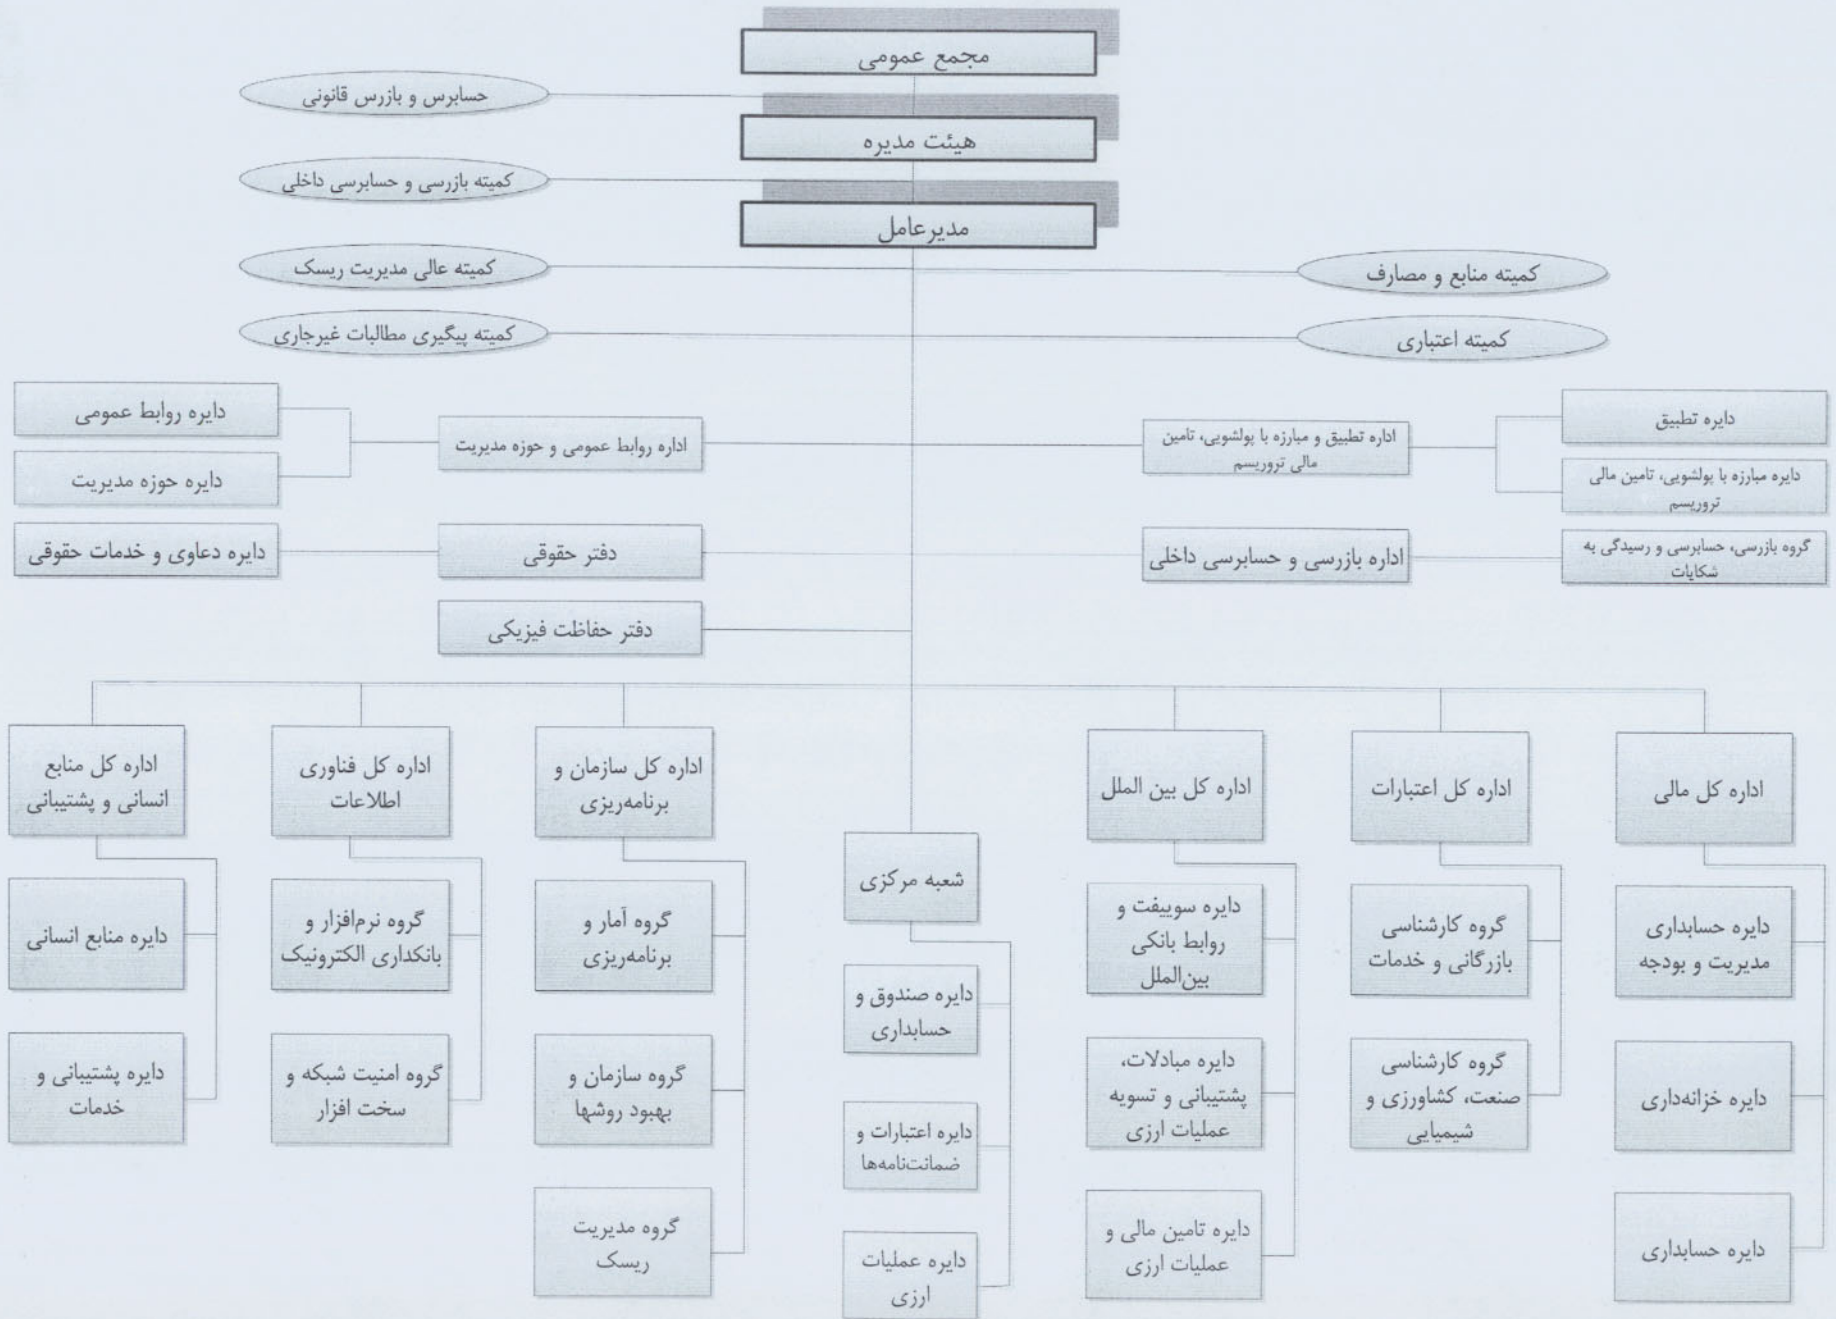 مجمع عمومی
حسابرس و بازرس قانونی
هیئت مدیره
کمیته بازرسی و حسابرسی داخلی
مدیرعامل
کمیته منابع و مصارف
کمیته عالی مدیریت ریسک
کمیته اعتباری
کمیته پیگیری مطالبات غیرجاری
دایره تطبیق
دایره مبارزه با پولشویی، تامین مالی
تروریسم
اداره تطبیق و مبارزه با پولشویی، تامین
مالی تروریسم
اداره روابط عمومی و حوزه مدیریت
دایره روابط عمومی
دایره حوزه مدیریت
گروه بازرسی، حسابرسی و رسیدگی به
شکایات
اداره بازرسی و حسابرسی داخلی
دفتر حقوقی
دایره دعاوی و خدمات حقوقی
دفتر حفاظت فیزیکی
اداره کل مالی
دایره حسابداری
مدیریت و بودجه
دایره خزانه‌داری
دایره حسابداری
اداره کل اعتبارات
گروه کارشناسی
بازرگانی و خدمات
گروه کارشناسی
صنعت، کشاورزی و
شیمیایی
اداره کل بین الملل
دایره سوییفت و
روابط بانکی
بین‌الملل
دایره مبادلات،
پشتیبانی و تسویه
عملیات ارزی
دایره تامین مالی و
عملیات ارزی
شعبه مرکزی
دایره صندوق و
حسابداری
دایره اعتبارات و
ضمانت‌نامه‌ها
دایره عملیات
ارزی
اداره کل سازمان و
برنامه‌ریزی
گروه آمار و
برنامه‌ریزی
گروه سازمان و
بهبود روشها
گروه مدیریت
ریسک
اداره کل فناوری
اطلاعات
گروه نرم‌افزار و
بانکداری الکترونیک
گروه امنیت شبکه و
سخت افزار
اداره کل منابع
انسانی و پشتیبانی
دایره منابع انسانی
دایره پشتیبانی و
خدمات